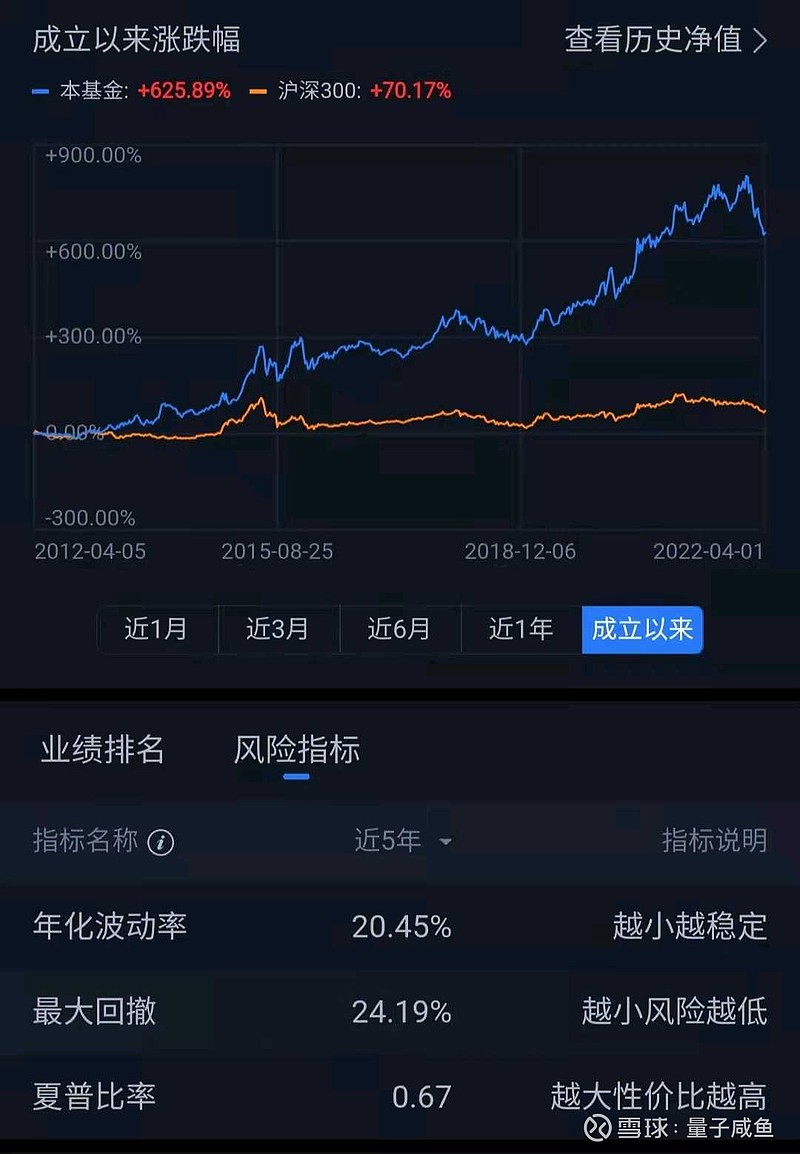 成立以来涨跌幅 查看历史净值
本基金: +625.89% 沪深300: +70.17%
+900.00%
+600.00%
+300.00%
0.00%
-300.00%
2012-04-05 2015-08-25 2018-12-06 2022-04-01
近1月 近3月 近6月 近1年 成立以来
业绩排名 风险指标
指标名称 i 近5年 指标说明
年化波动率 20.45% 越小越稳定
最大回撤 24.19% 越小风险越低
夏普比率 0.67 越大性价比越高
雪球：量子咸鱼